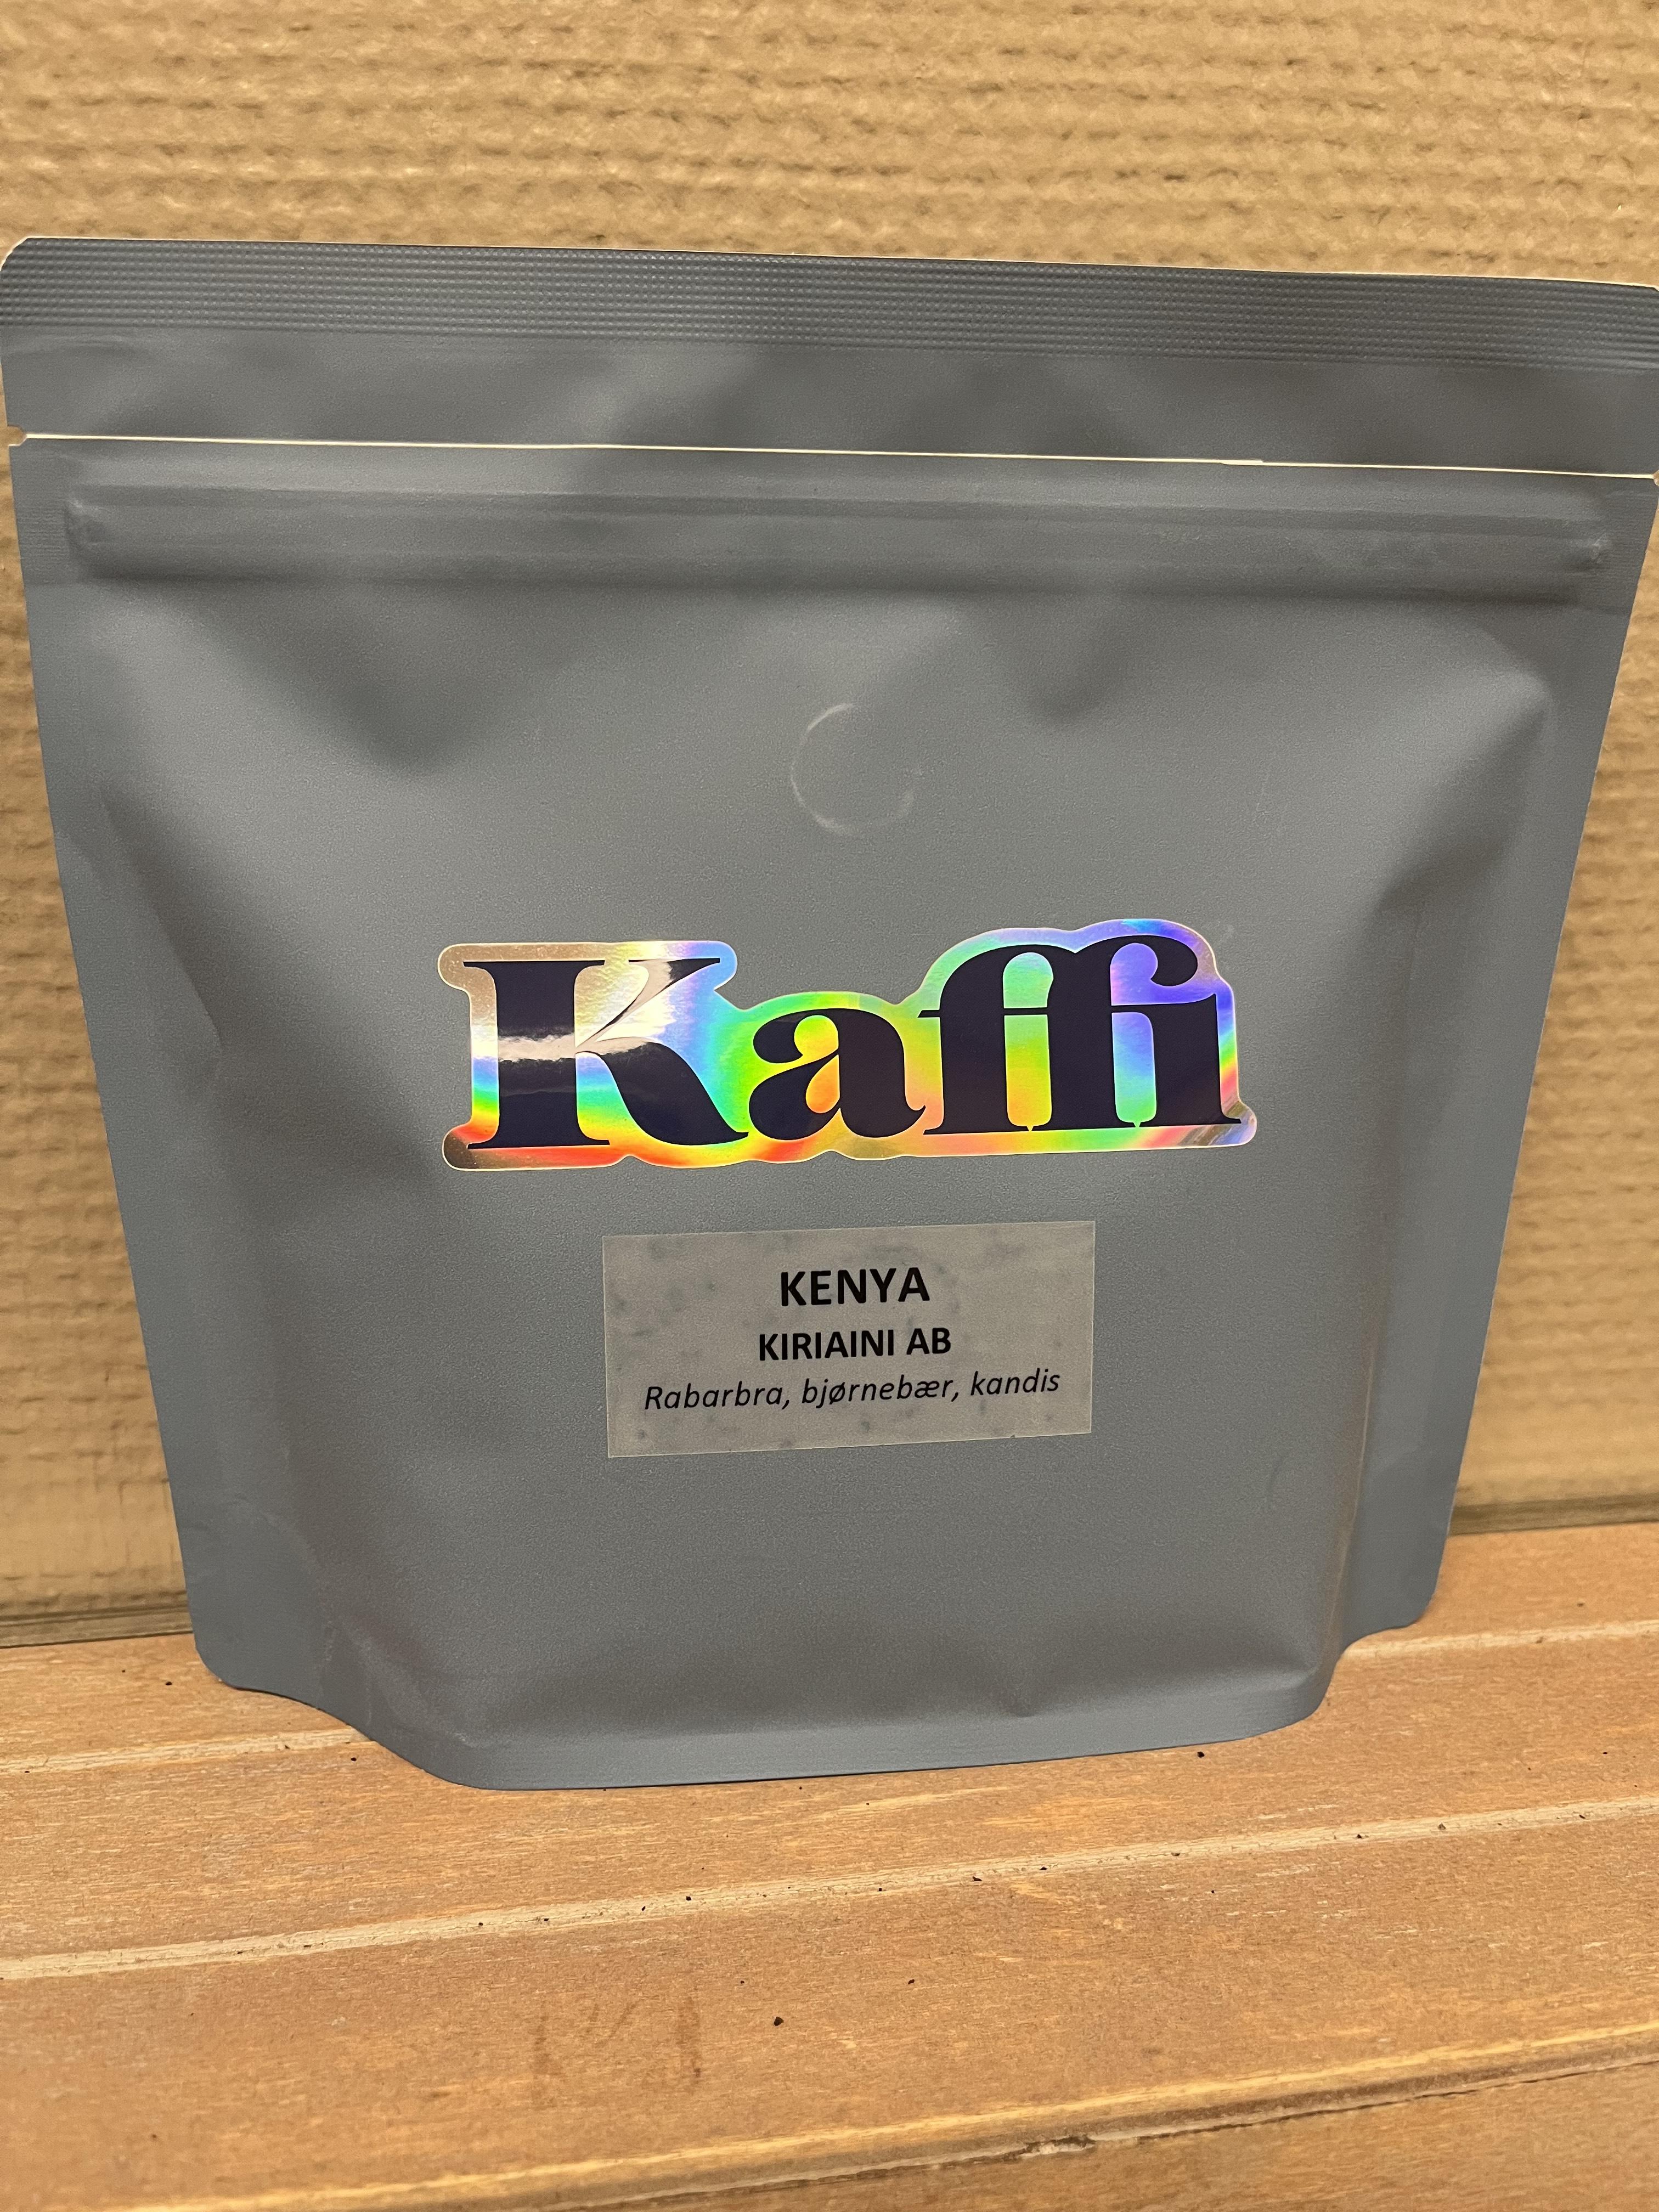 Kaffi
KENYA
KIRIAINI AB
Rabarbra, bjørnebær, kandis